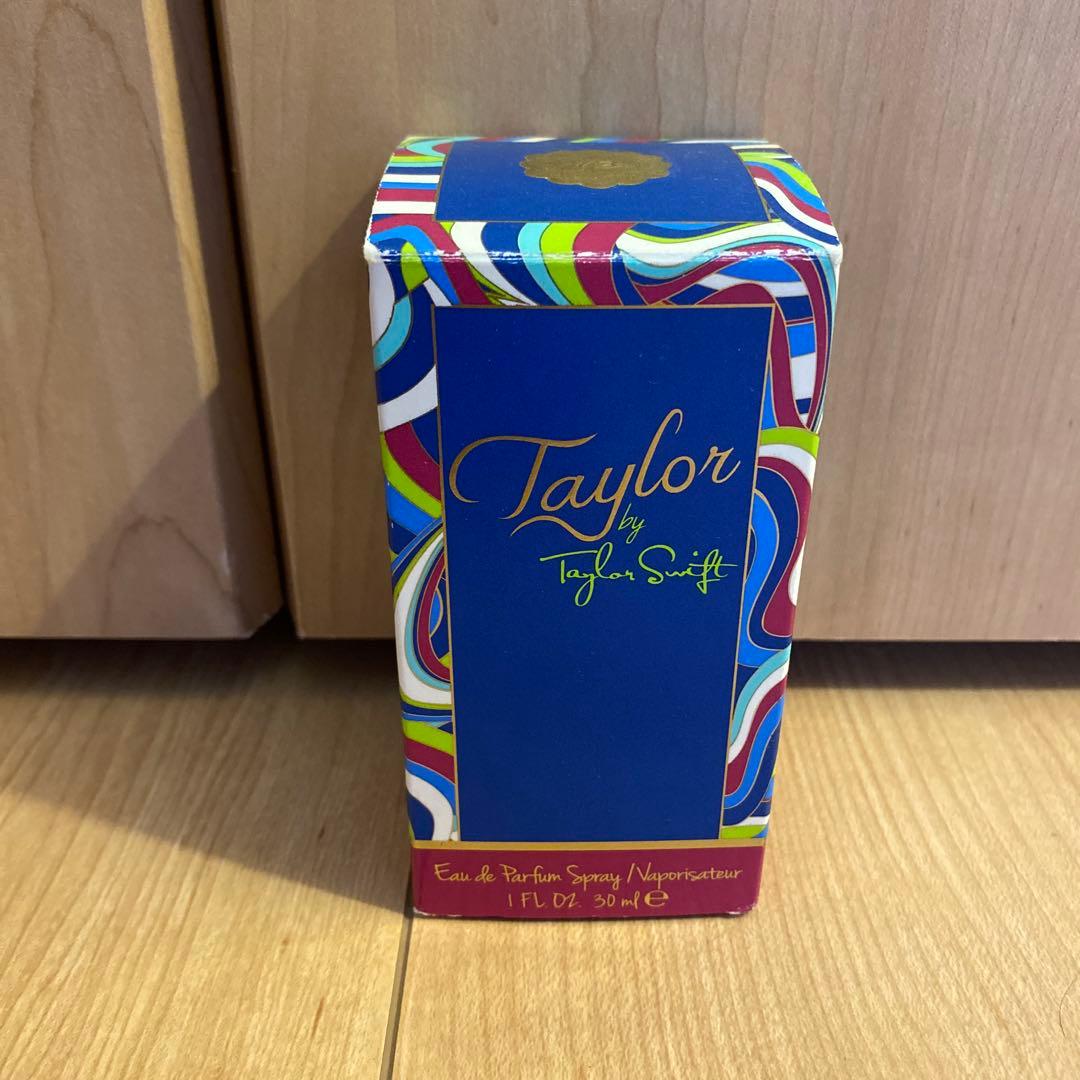 Taylor
by
Taylor Swift
Eau de Parfum Spray / Vaporisateur
1 FL. OZ. 30 ml ℮